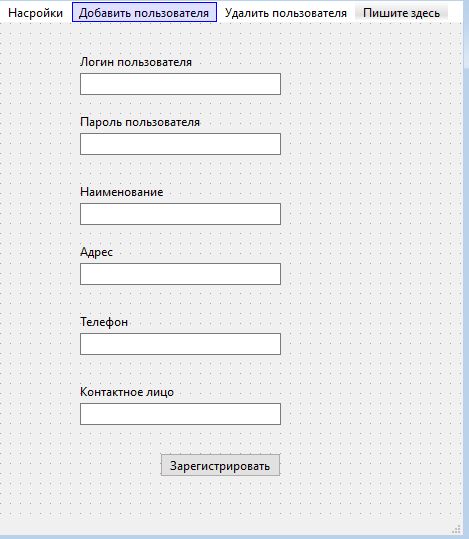 Насройки Добавить пользователя Удалить пользователя Пишите здесь
Логин пользователя
Пароль пользователя
Наименование
Адрес
Телефон
Контактное лицо
Зарегистрировать